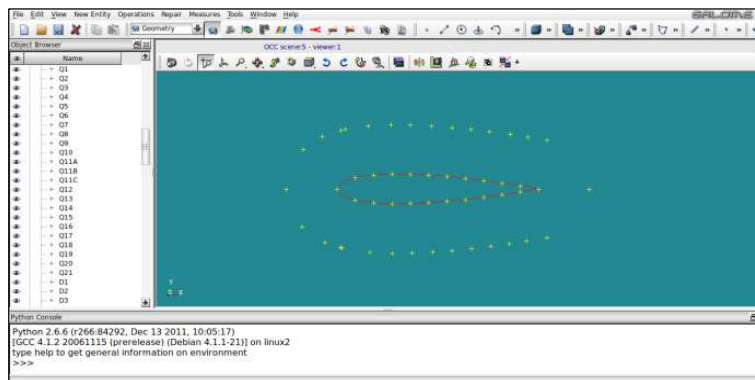 File Edit View New Entity Operations Repair Measures Tools Window Help
SALOME
Geometry
Object Browser
OCC scene:5 - viewer:1
Name
Q1
Q2
Q3
Q4
Q5
Q6
Q7
Q8
Q9
Q10
Q11A
Q11B
Q11C
Q12
Q13
Q14
Q15
Q16
Q17
Q18
Q19
Q20
Q21
D1
D2
D3
Y
X
Python Console
Python 2.6.6 (r266:84292, Dec 13 2011, 10:05:17)
[GCC 4.1.2 20061115 (prerelease) (Debian 4.1.1-21)] on linux2
type help to get general information on environment
>>>